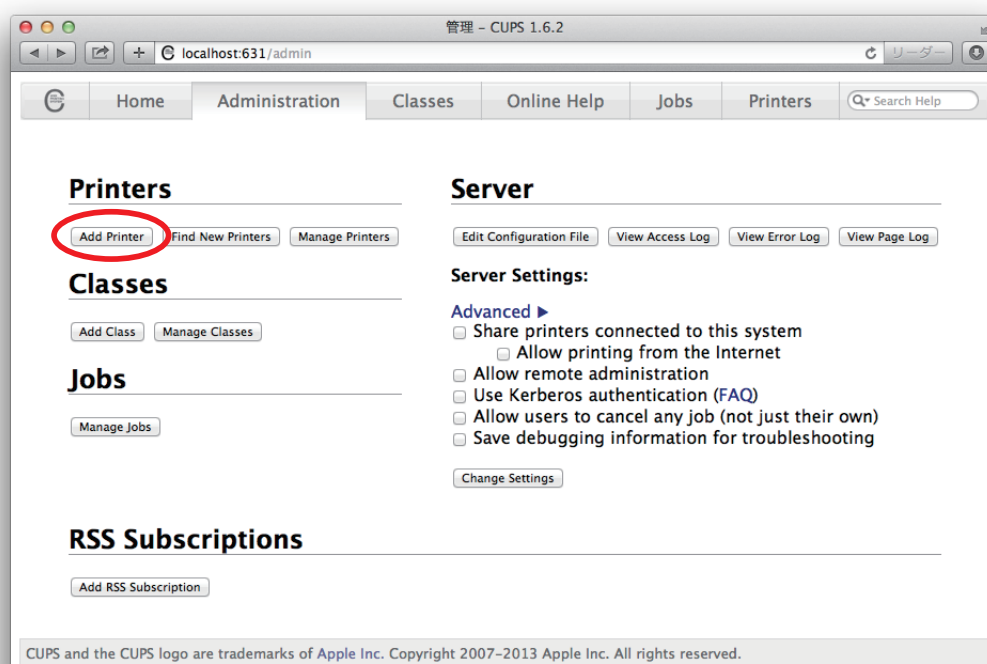 管理 – CUPS 1.6.2
localhost:631/admin
リーダー
Home Administration Classes Online Help Jobs Printers Search Help
Printers
Add Printer Find New Printers Manage Printers
Classes
Add Class Manage Classes
Jobs
Manage Jobs
Server
Edit Configuration File View Access Log View Error Log View Page Log
Server Settings:
Advanced ▶
Share printers connected to this system
Allow printing from the Internet
Allow remote administration
Use Kerberos authentication (FAQ)
Allow users to cancel any job (not just their own)
Save debugging information for troubleshooting
Change Settings
RSS Subscriptions
Add RSS Subscription
CUPS and the CUPS logo are trademarks of Apple Inc. Copyright 2007–2013 Apple Inc. All rights reserved.